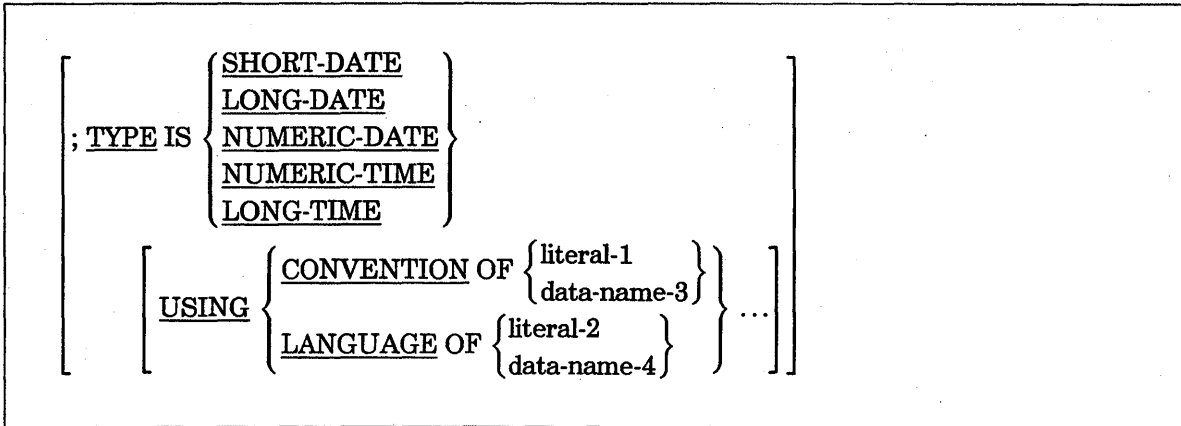 SHORT-DATE
LONG-DATE
; TYPE IS NUMERIC-DATE
NUMERIC-TIME
LONG-TIME
literal-1
CONVENTION OF
data-name-3
USING
...
literal-2
LANGUAGE OF
data-name-4